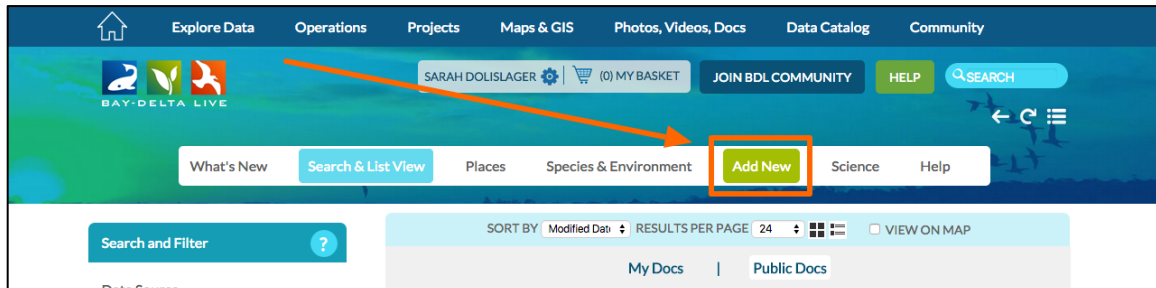 Explore Data Operations Projects Maps & GIS Photos, Videos, Docs Data Catalog Community
SARAH DOLISLAGER (0) MY BASKET JOIN BDL COMMUNITY HELP SEARCH
BAY-DELTA LIVE
What's New Search & List View Places Species & Environment Add New Science Help
Search and Filter ?
SORT BY Modified Dat RESULTS PER PAGE 24 VIEW ON MAP
My Docs | Public Docs